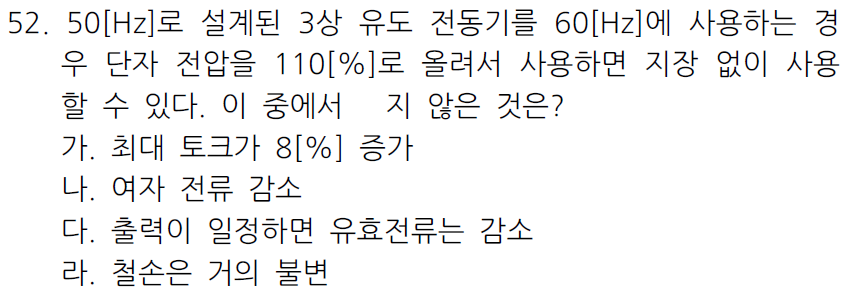 52. 50[Hz]로 설계된 3상 유도 전동기를 60[Hz]에 사용하는 경
우 단자 전압을 110[%]로 올려서 사용하면 지장 없이 사용
할 수 있다. 이 중에서 지 않은 것은?
가. 최대 토크가 8[%] 증가
나. 여자 전류 감소
다. 출력이 일정하면 유효전류는 감소
라. 철손은 거의 불변